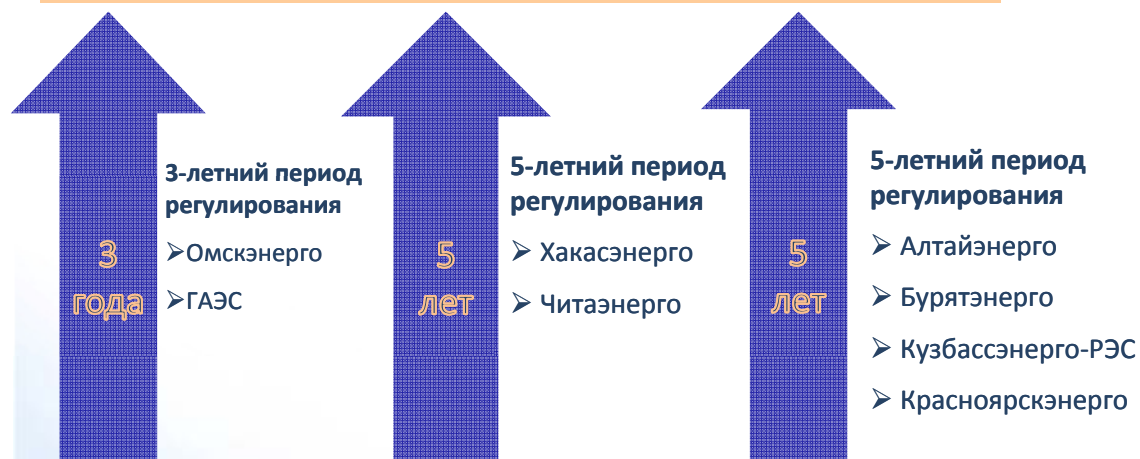 3
года
3-летний период
регулирования
➢Омскэнерго
➢ГАЭС
5
лет
5-летний период
регулирования
➢ Хакасэнерго
➢ Читаэнерго
5
лет
5-летний период
регулирования
➢ Алтайэнерго
➢ Бурятэнерго
➢ Кузбассэнерго-РЭС
➢ Красноярскэнерго